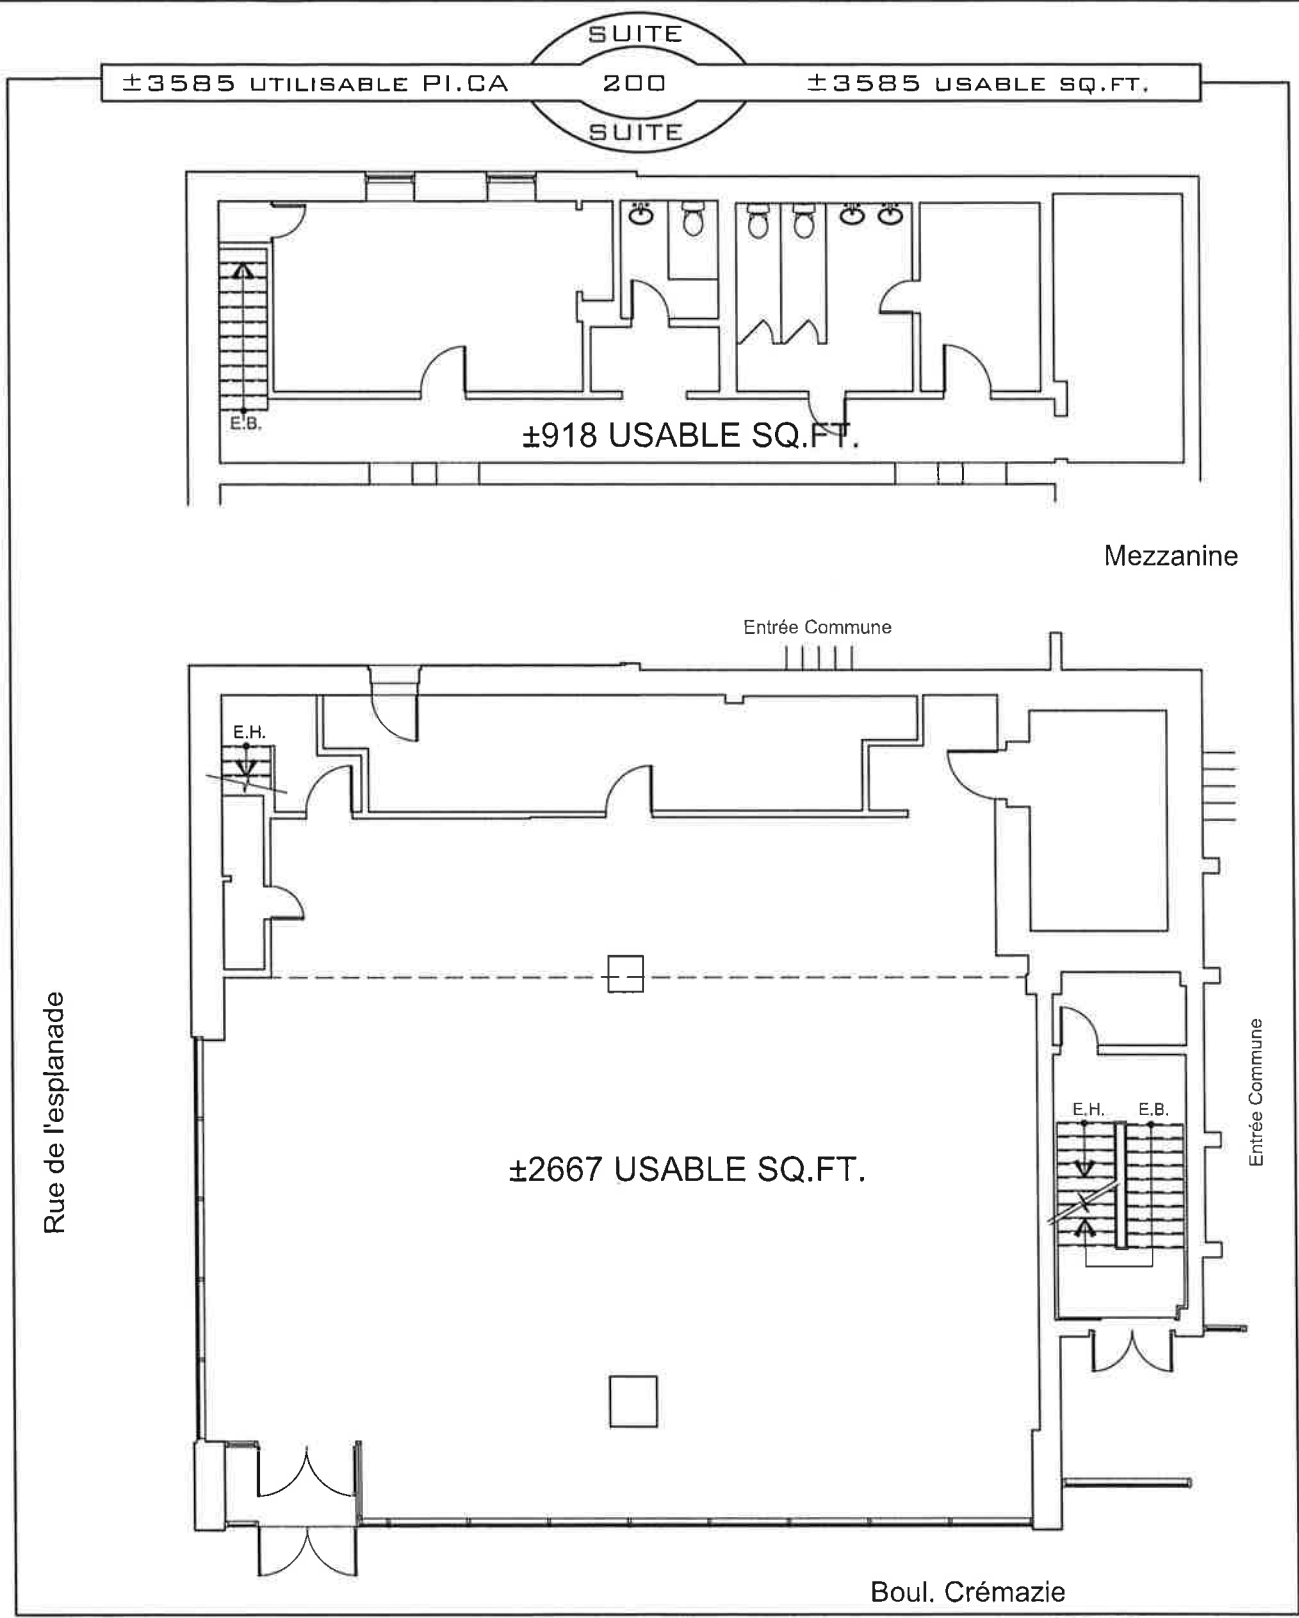 SUITE
±3585 UTILISABLE PI.CA 200 ±3585 USABLE SQ.FT.
SUITE
E.B.
±918 USABLE SQ.FT.
Mezzanine
Entrée Commune
E.H.
Rue de l'esplanade
Entrée Commune
E.H. E.B.
±2667 USABLE SQ.FT.
Boul. Crémazie